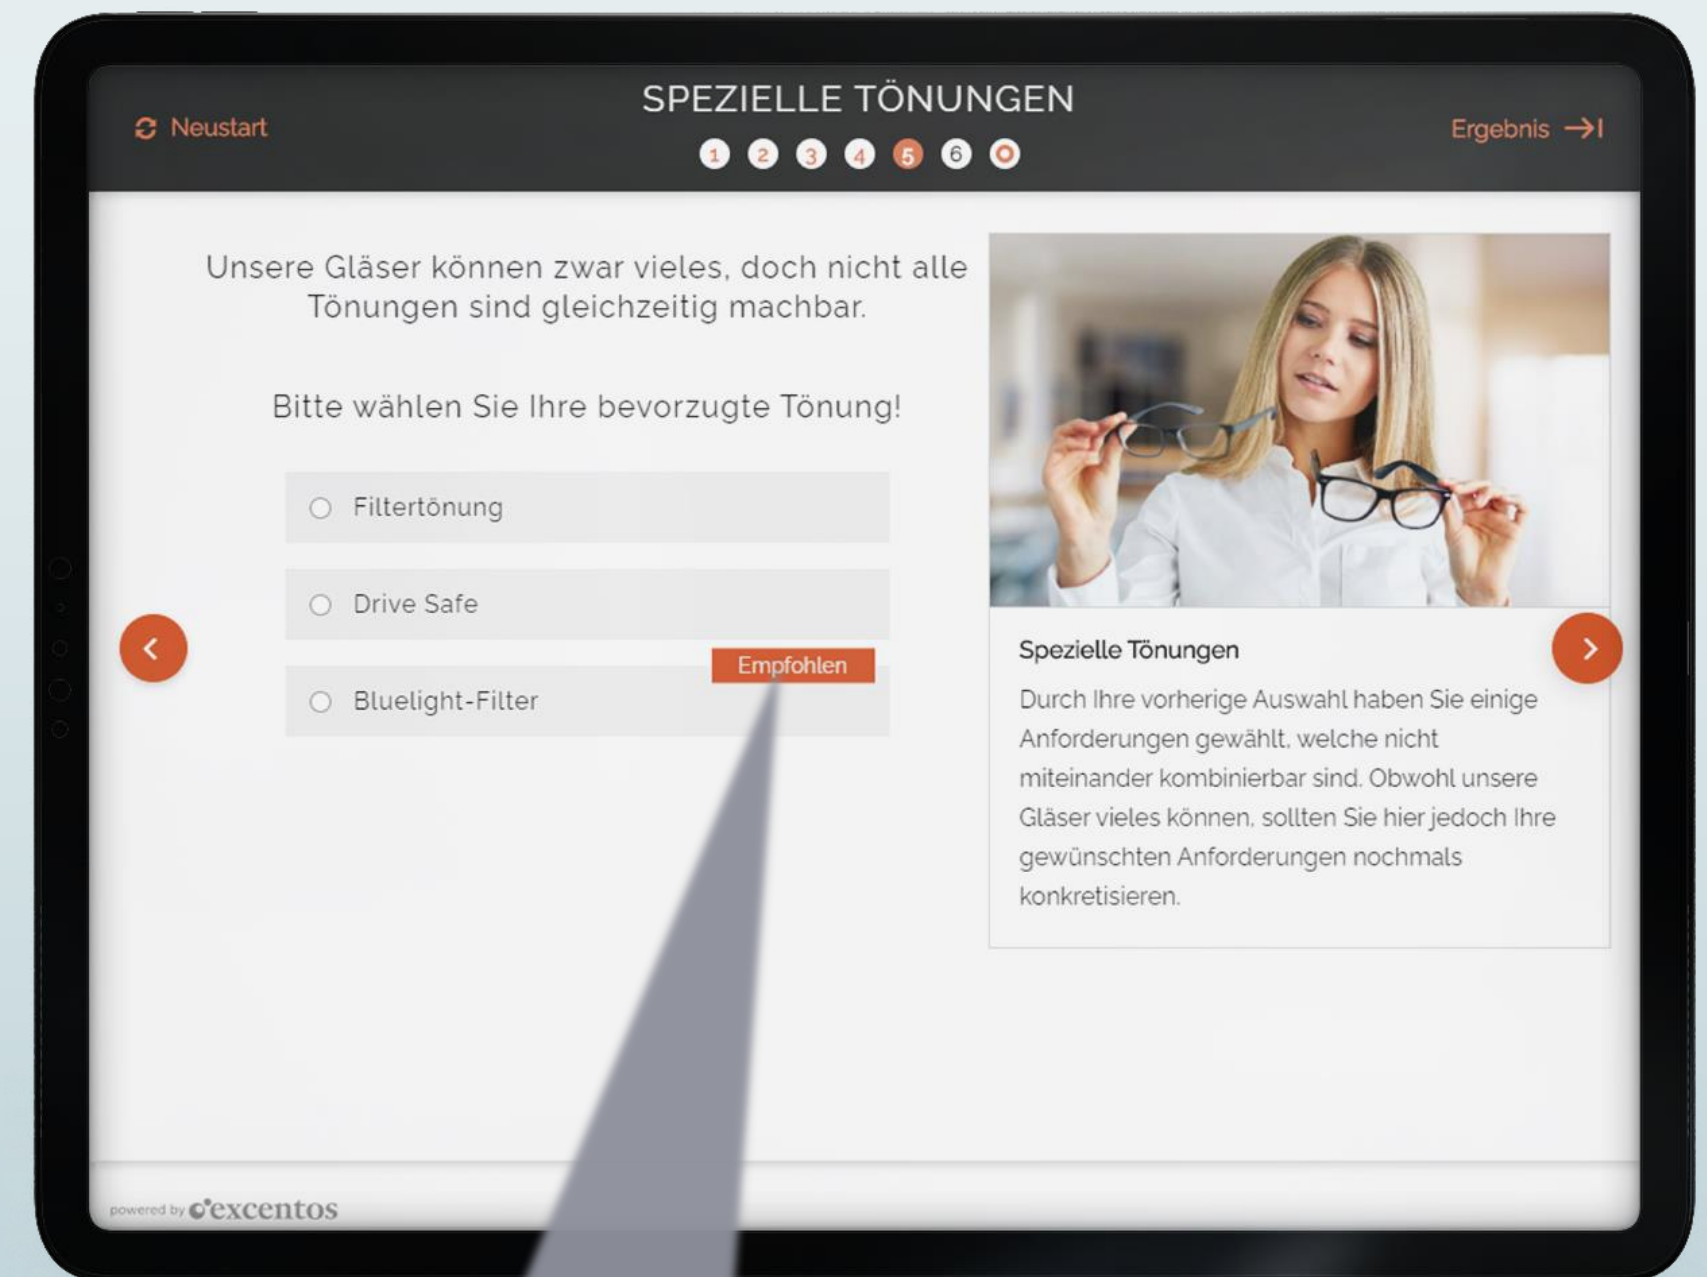 SPEZIELLE TÖNUNGEN
Neustart
Ergebnis
1 2 3 4 5 6
Unsere Gläser können zwar vieles, doch nicht alle
Tönungen sind gleichzeitig machbar.
Bitte wählen Sie Ihre bevorzugte Tönung!
Filtertönung
Drive Safe
Empfohlen
Bluelight-Filter
Spezielle Tönungen
Durch Ihre vorherige Auswahl haben Sie einige
Anforderungen gewählt, welche nicht
miteinander kombinierbar sind. Obwohl unsere
Gläser vieles können, sollten Sie hier jedoch Ihre
gewünschten Anforderungen nochmals
konkretisieren.
powered by excentos